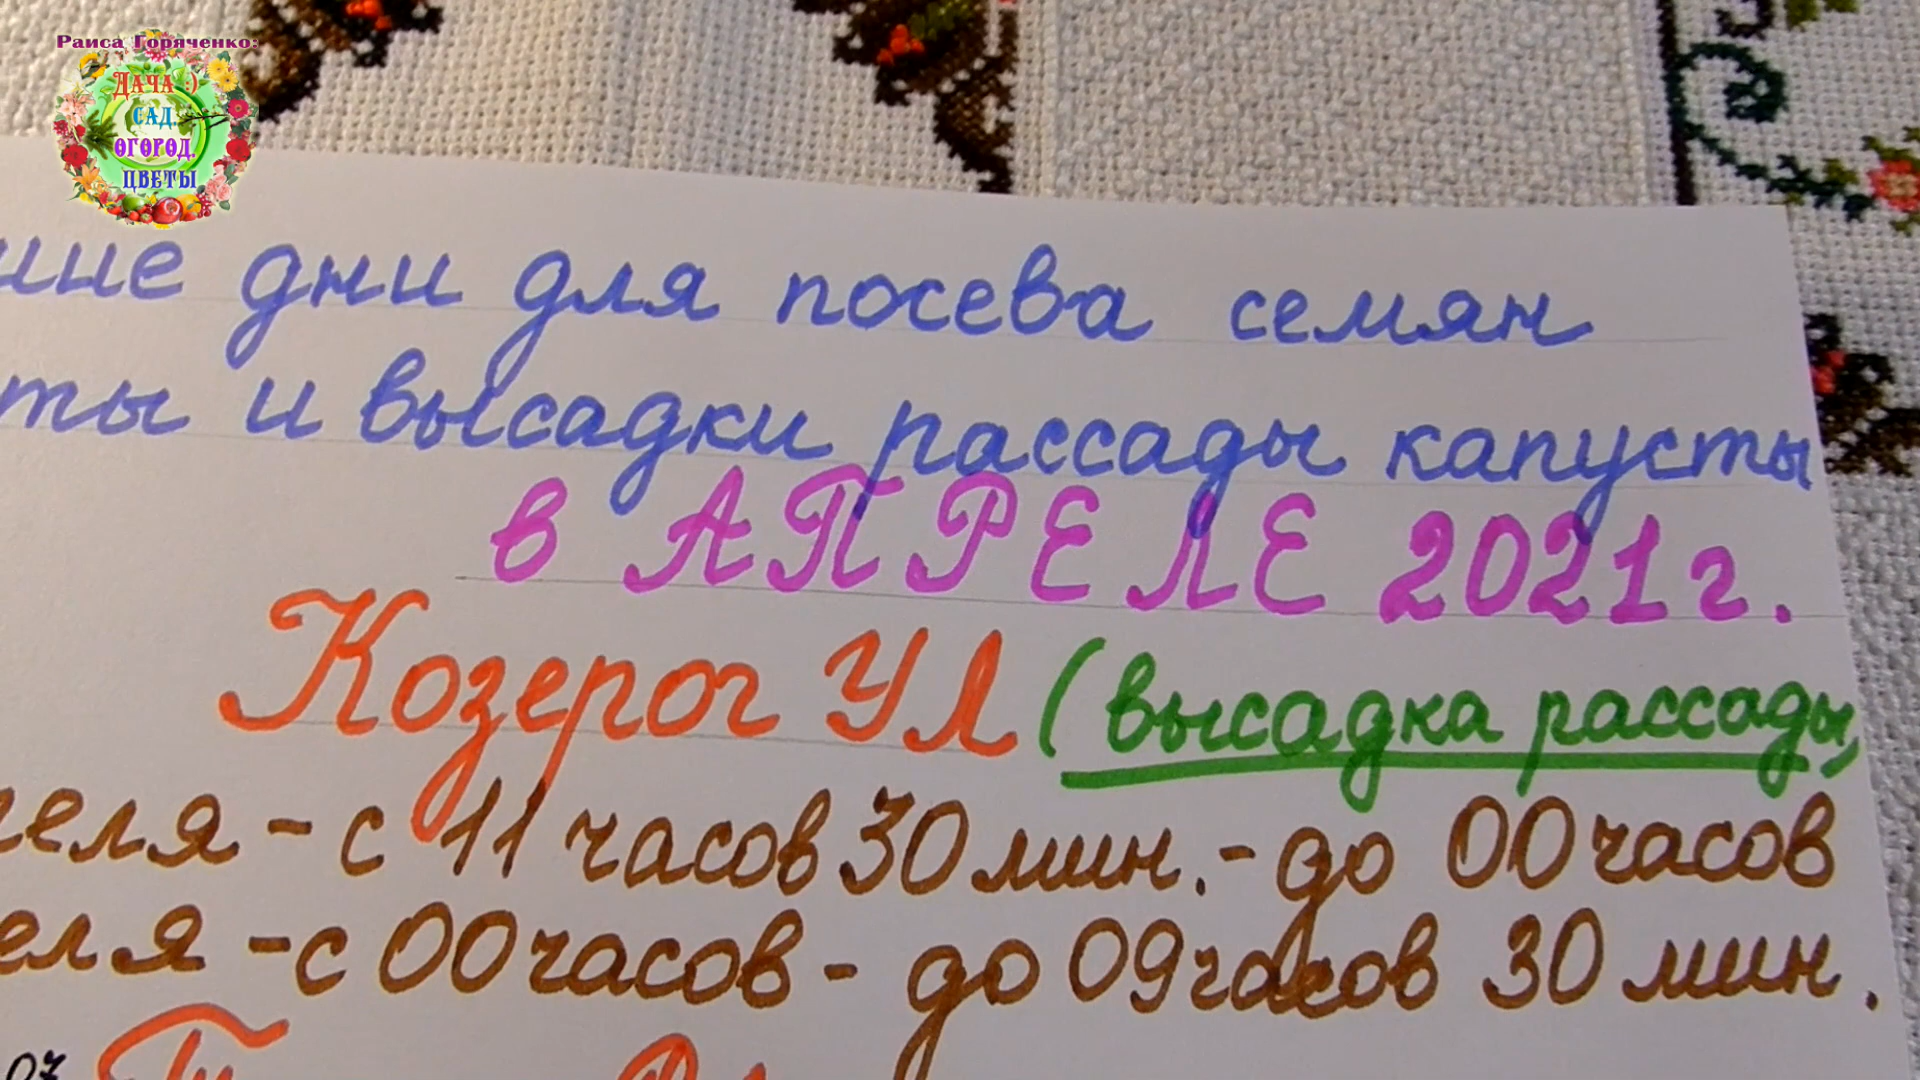 Раиса Горяченко:
Дача :)
САД.
ОГОРОД.
ЦВЕТЫ
дни для посева семян
и высадки рассады капусты
в АПРЕЛЕ 2021г.
Козерог УЛ (высадка рассады,
- с 11 часов 30 мин. - до 00 часов
- с 00 часов - до 09 часов 30 мин.